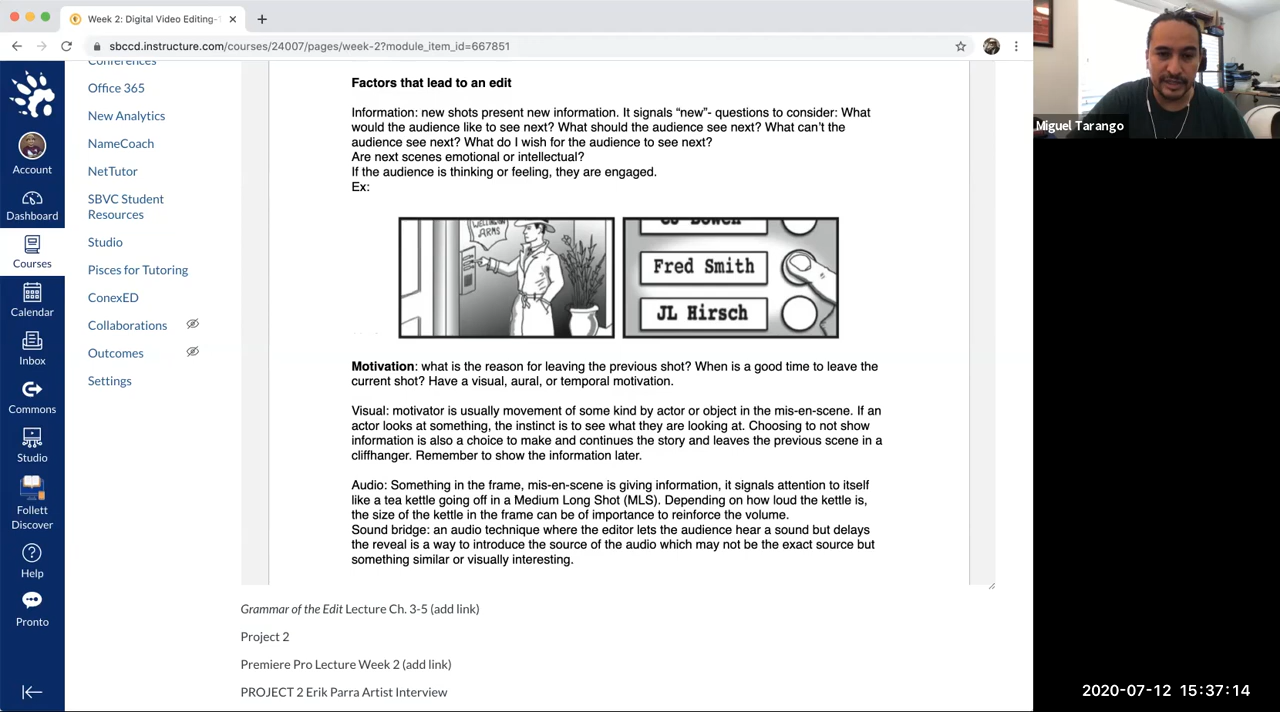 Week 2: Digital Video Editing-
sbccd.instructure.com/courses/24007/pages/week-2?module_item_id=667851
Account
Dashboard
Courses
Calendar
Inbox
Commons
Studio
Follett
Discover
Help
Pronto
Conferences
Office 365
New Analytics
NameCoach
NetTutor
SBVC Student
Resources
Studio
Pisces for Tutoring
ConexED
Collaborations
Outcomes
Settings
Factors that lead to an edit
Information: new shots present new information. It signals “new”- questions to consider: What
would the audience like to see next? What should the audience see next? What can’t the
audience see next? What do I wish for the audience to see next?
Are next scenes emotional or intellectual?
If the audience is thinking or feeling, they are engaged.
Ex:
WELLINGTON
ARMS
CJ Bowen
Fred Smith
JL Hirsch
Motivation: what is the reason for leaving the previous shot? When is a good time to leave the
current shot? Have a visual, aural, or temporal motivation.
Visual: motivator is usually movement of some kind by actor or object in the mis-en-scene. If an
actor looks at something, the instinct is to see what they are looking at. Choosing to not show
information is also a choice to make and continues the story and leaves the previous scene in a
cliffhanger. Remember to show the information later.
Audio: Something in the frame, mis-en-scene is giving information, it signals attention to itself
like a tea kettle going off in a Medium Long Shot (MLS). Depending on how loud the kettle is,
the size of the kettle in the frame can be of importance to reinforce the volume.
Sound bridge: an audio technique where the editor lets the audience hear a sound but delays
the reveal is a way to introduce the source of the audio which may not be the exact source but
something similar or visually interesting.
Grammar of the Edit Lecture Ch. 3-5 (add link)
Project 2
Premiere Pro Lecture Week 2 (add link)
PROJECT 2 Erik Parra Artist Interview
Miguel Tarango
2020-07-12 15:37:14